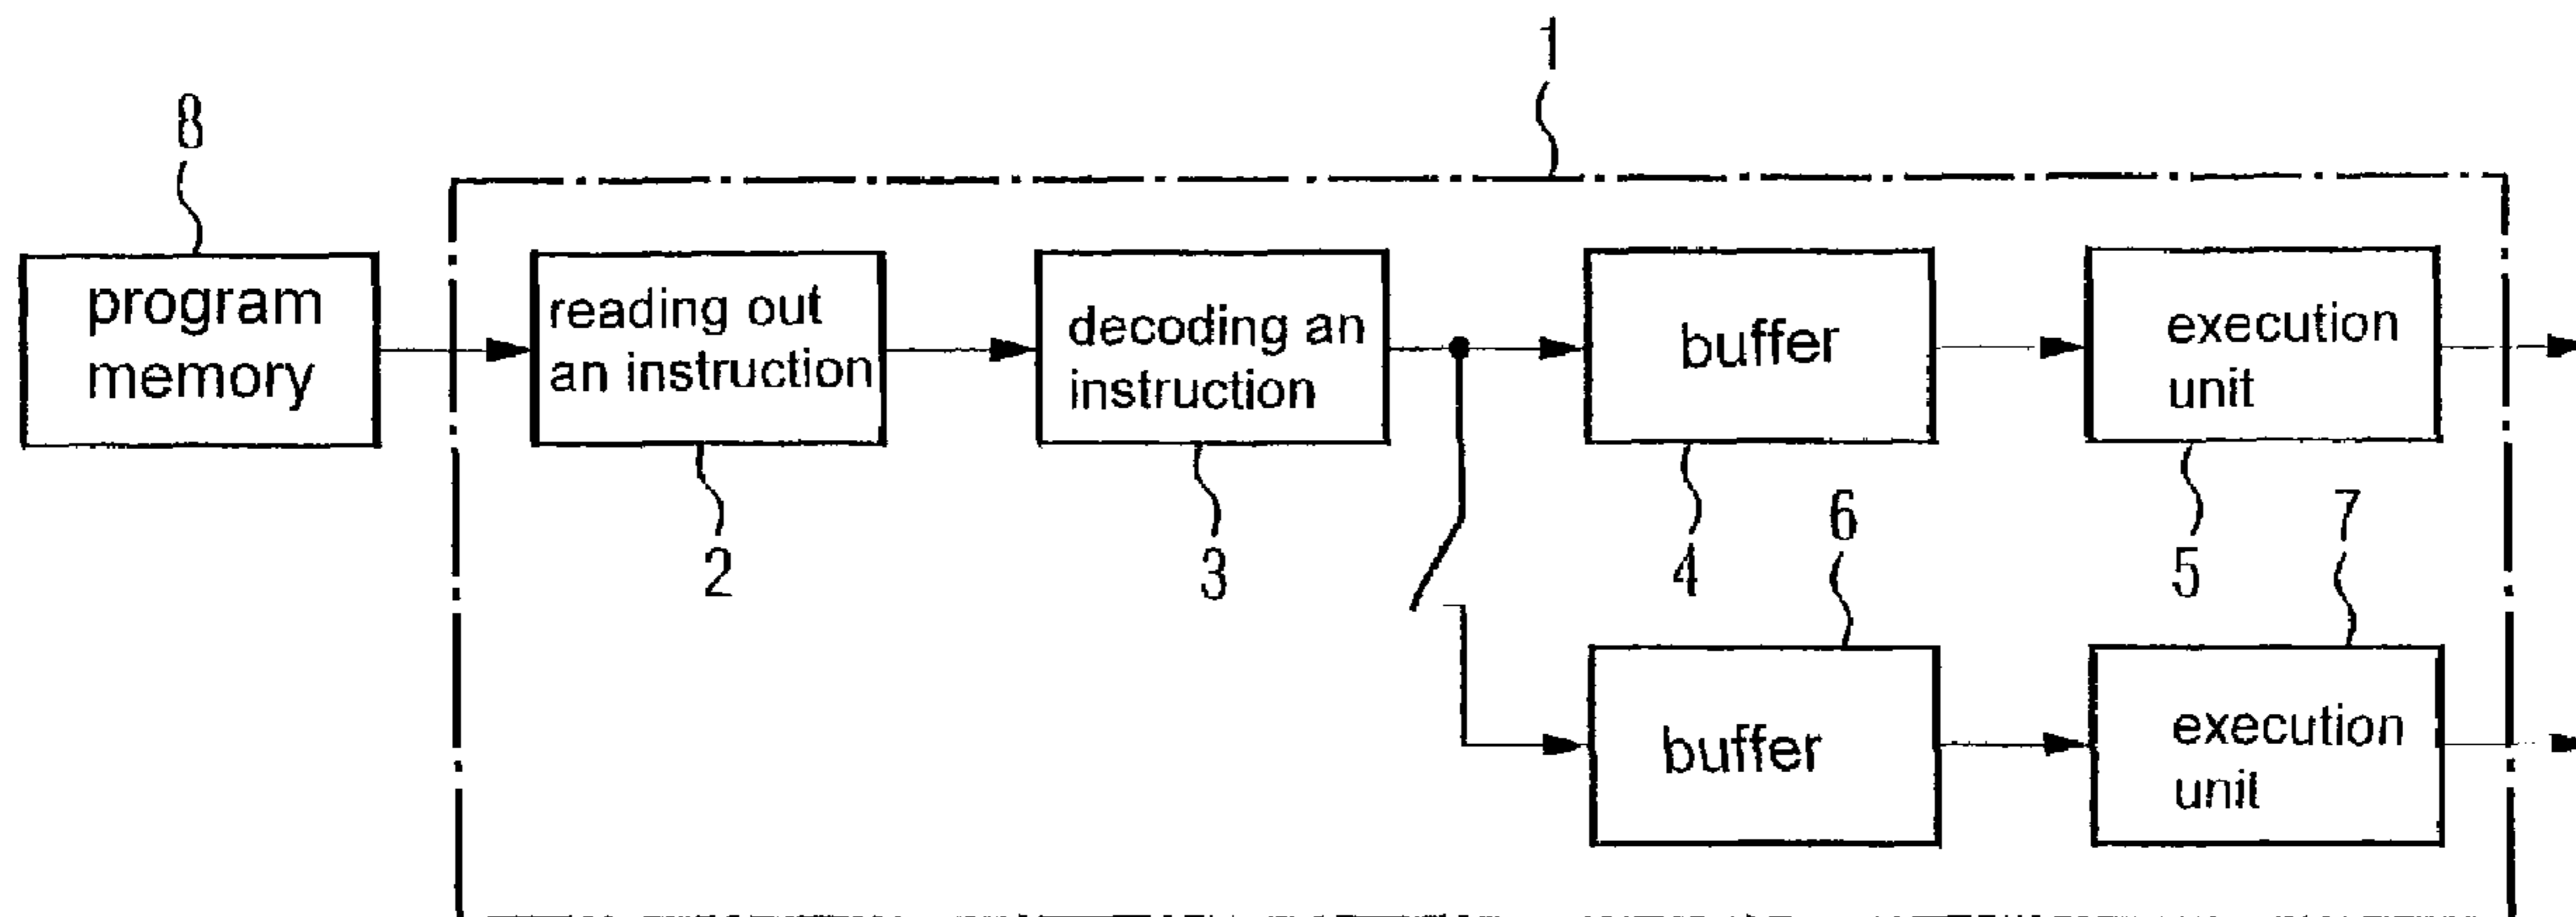 1
8
program
memory
reading out
an instruction
decoding an
instruction
buffer
execution
unit
2
3
4
5
6
7
buffer
execution
unit